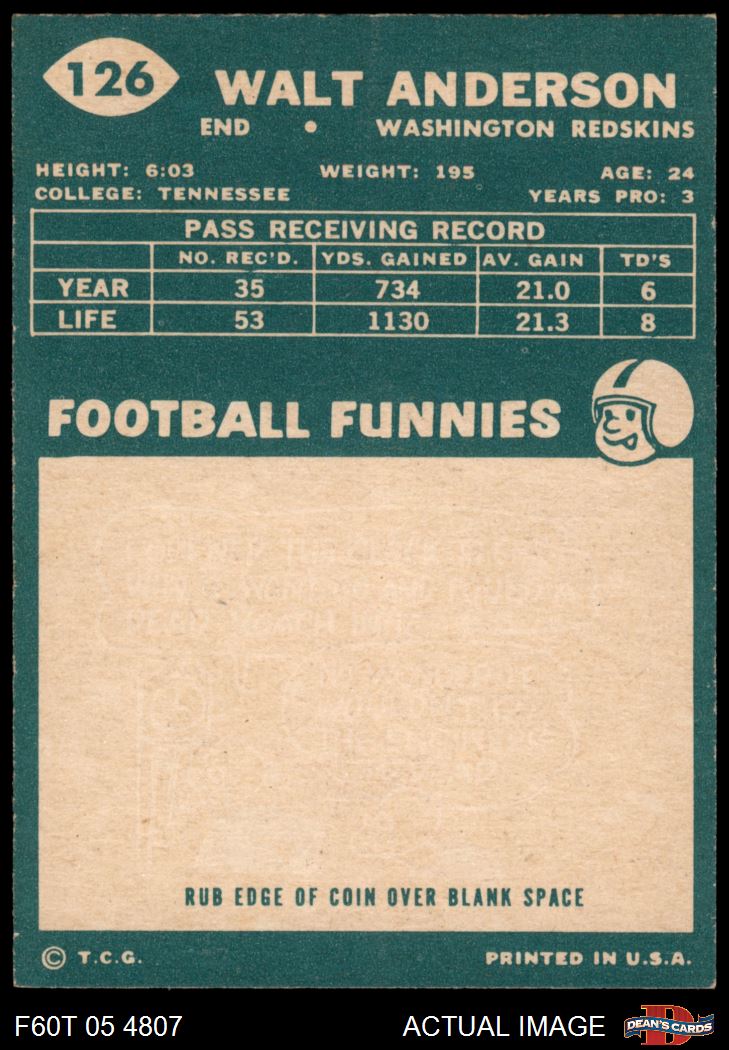 126
WALT ANDERSON
END • WASHINGTON REDSKINS
HEIGHT: 6:03 WEIGHT: 195 AGE: 24
COLLEGE: TENNESSEE YEARS PRO: 3
PASS RECEIVING RECORD
NO. REC'D. YDS. GAINED AV. GAIN TD'S
YEAR 35 734 21.0 6
LIFE 53 1130 21.3 8
FOOTBALL FUNNIES
RUB EDGE OF COIN OVER BLANK SPACE
© T.C.G. PRINTED IN U.S.A.
F60T 05 4807 ACTUAL IMAGE DEAN'S CARDS